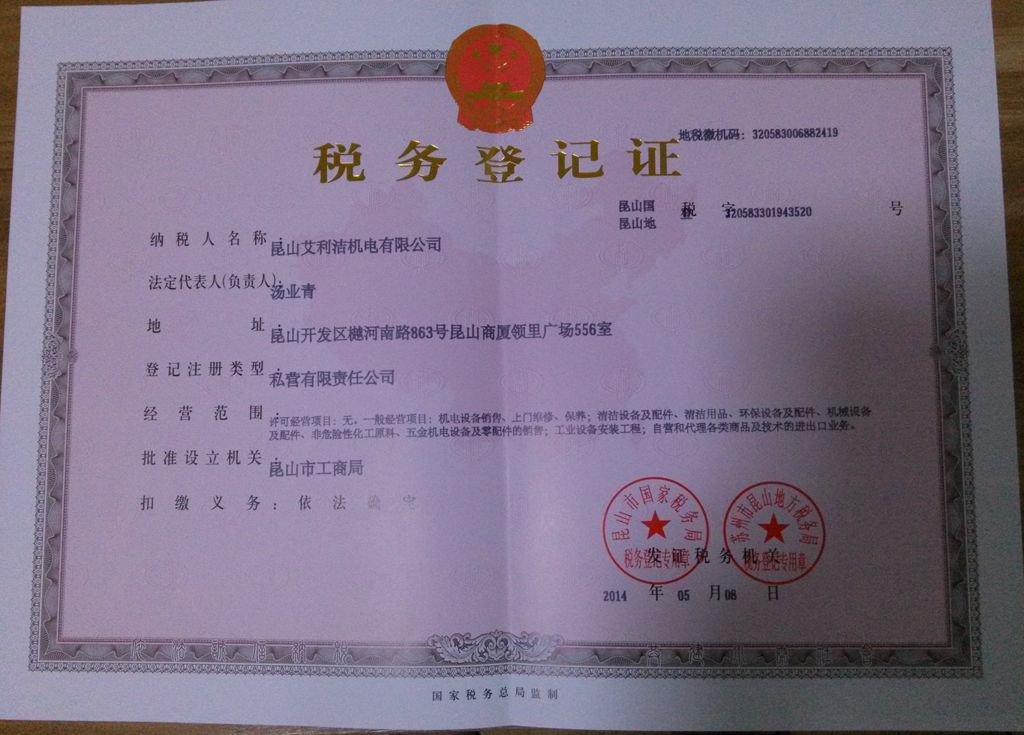 地税微机码：320583006882419
税务登记证
昆山国 税 字 320583301943520 号
昆山地
纳税人名称：昆山艾利洁机电有限公司
法定代表人(负责人)：汤业青
地址：昆山开发区樾河南路863号昆山商厦领里广场556室
登记注册类型：私营有限责任公司
经营范围：许可经营项目：无。一般经营项目：机电设备销售、上门维修、保养；清洁设备及配件、清洁用品、环保设备及配件、机械设备
及配件、非危险性化工原料、五金机电设备及零配件的销售；工业设备安装工程；自营和代理各类商品及技术的进出口业务。
批准设立机关：昆山市工商局
扣缴义务：依法确定
昆山市国家税务局
税务登记专用章
苏州市昆山地方税务局
税务登记专用章
发证税务机关
2014 年 05 月 08 日
国家税务总局监制